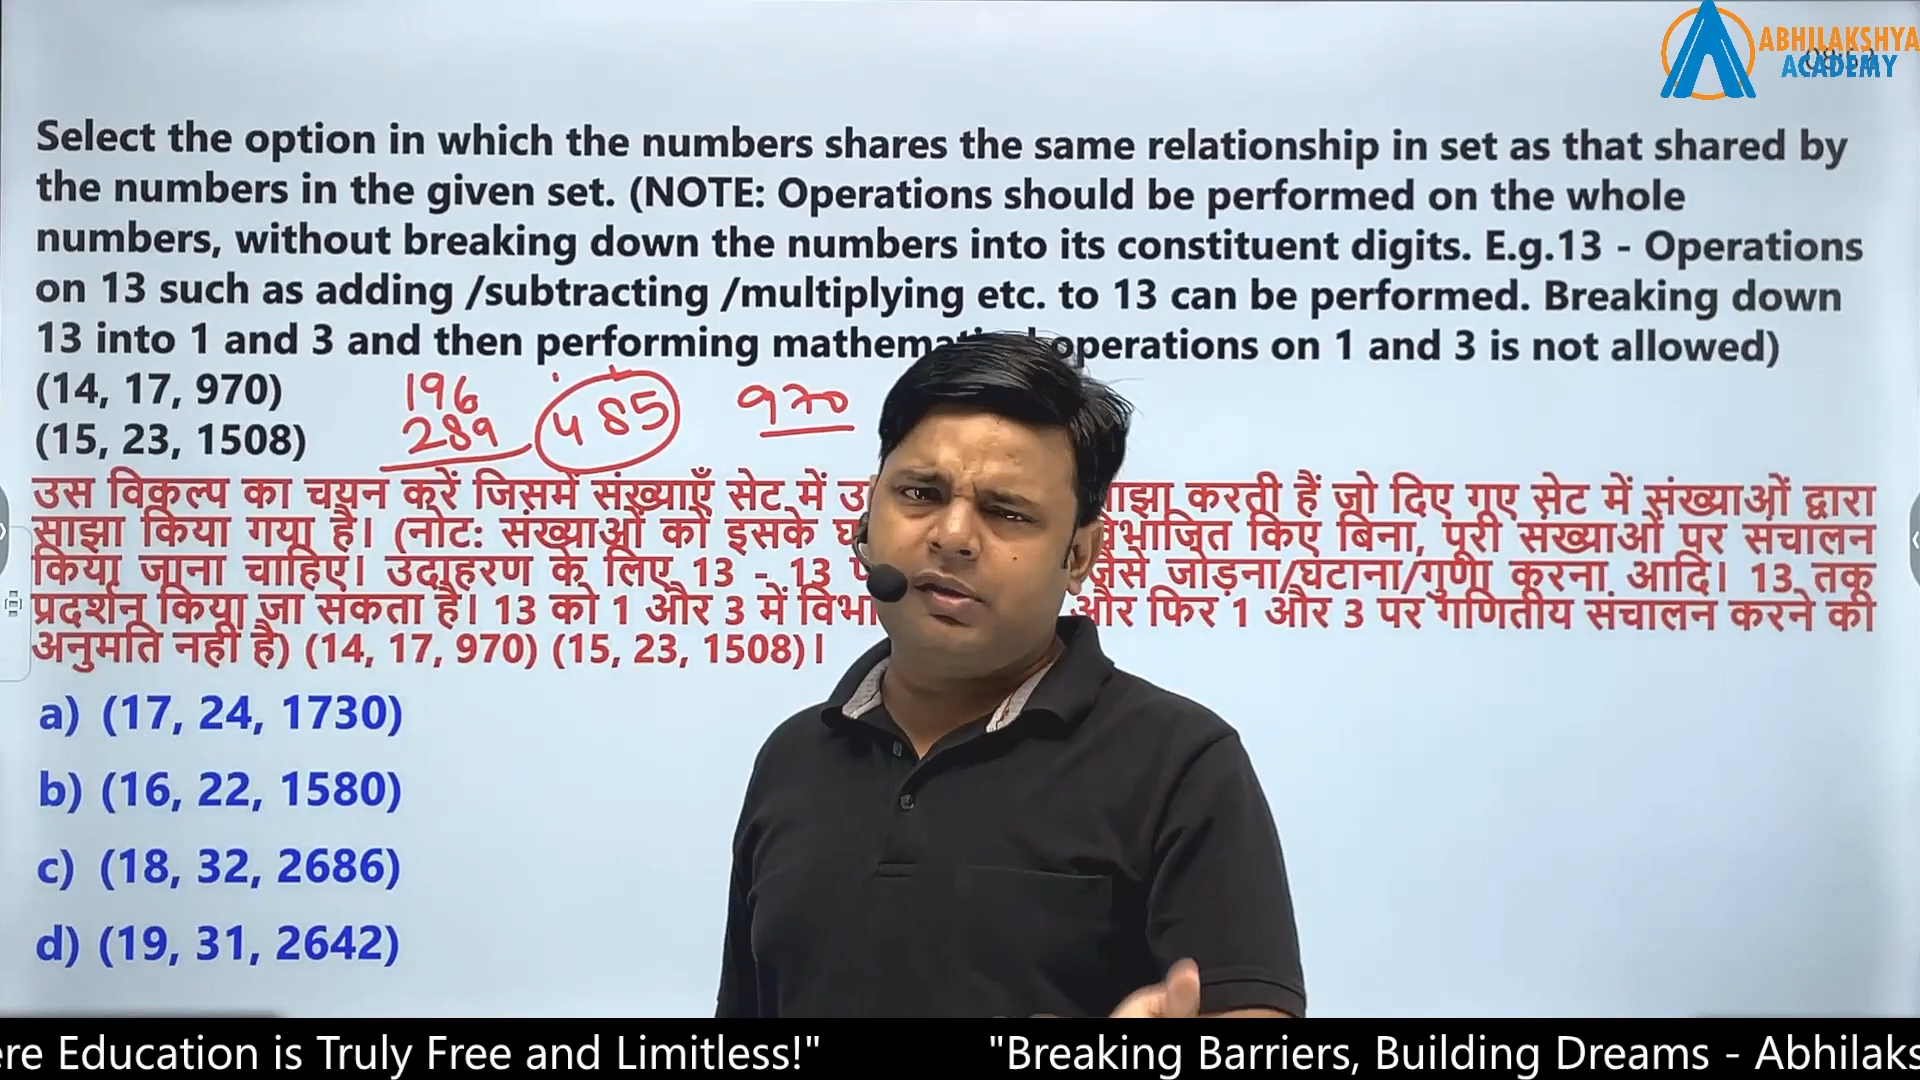 ABHILAKSHYA
ACADEMY
Select the option in which the numbers shares the same relationship in set as that shared by
the numbers in the given set. (NOTE: Operations should be performed on the whole
numbers, without breaking down the numbers into its constituent digits. E.g.13 - Operations
on 13 such as adding /subtracting /multiplying etc. to 13 can be performed. Breaking down
13 into 1 and 3 and then performing operations on 1 and 3 is not allowed)
(14, 17, 970) 196 485 970
(15, 23, 1508) 289
उस विकल्प का चयन करें जिसमें संख्याएँ सेट में करती हैं जो दिए गए सेट में संख्याओं द्वारा
साझा किया गया है। (नोट: संख्याओं को इसके विभाजित किए बिना, पूरी संख्याओं पर संचालन
किया जाना चाहिए। उदाहरण के लिए 13 - 13 जैसे जोड़ना/घटाना/गुणा करना आदि। 13 तक
प्रदर्शन किया जा सकता है। 13 को 1 और 3 में और फिर 1 और 3 पर गणितीय संचालन करने की
अनुमति नहीं है) (14, 17, 970) (15, 23, 1508)।
a) (17, 24, 1730)
b) (16, 22, 1580)
c) (18, 32, 2686)
d) (19, 31, 2642)
ere Education is Truly Free and Limitless!" "Breaking Barriers, Building Dreams - Abhilaks